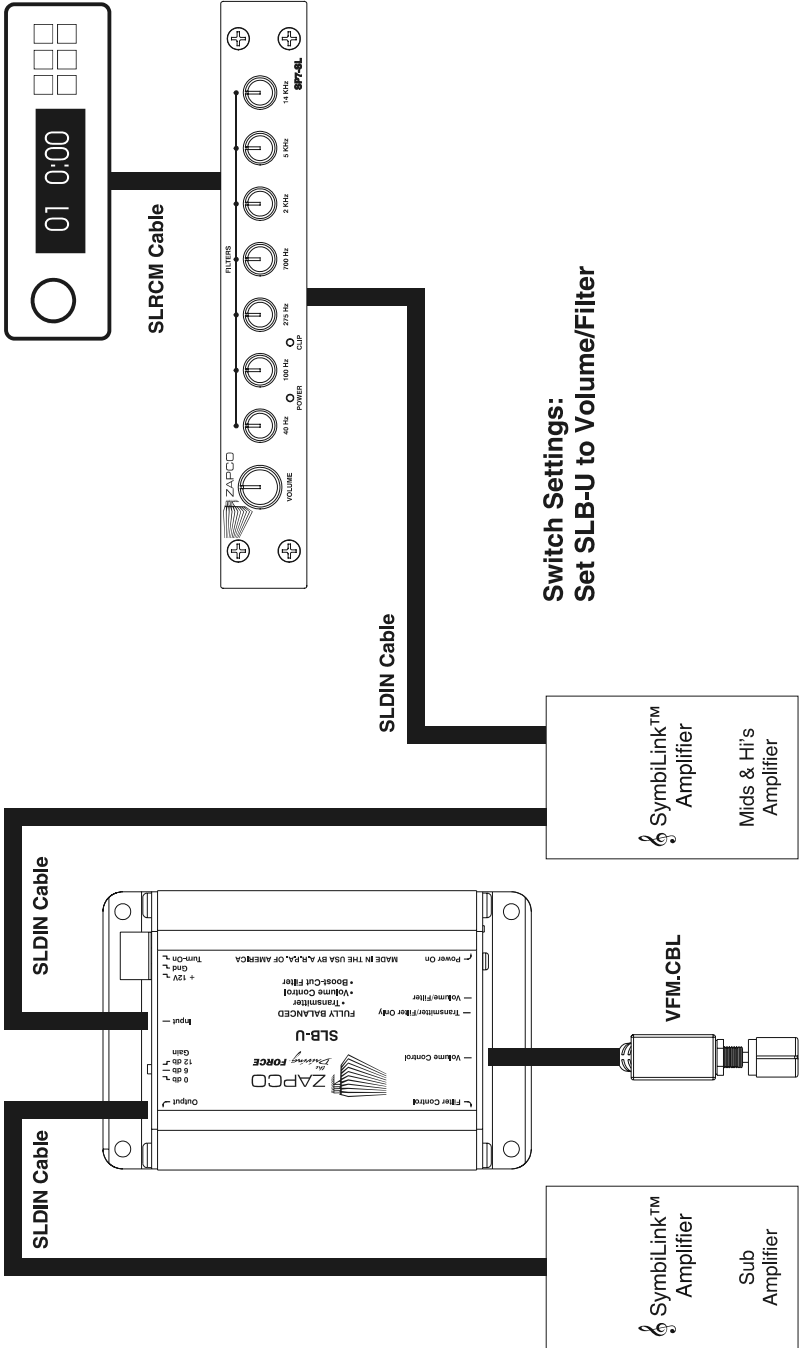 01 0:00
SLRCM Cable
ZAPCO
VOLUME
FILTERS
40 Hz
100 Hz
275 Hz
700 Hz
2 KHz
5 KHz
14 KHz
POWER
CLIP
SP7-SL
SLDIN Cable
Switch Settings:
Set SLB-U to Volume/Filter
SymbiLink™
Amplifier
Mids & Hi's
Amplifier
SLDIN Cable
SLDIN Cable
Output
0 db
6 db
12 db
Gain
Input
+ 12V
Gnd
Turn-On
ZAPCO
the Driving FORCE
SLB-U
FULLY BALANCED
• Transmitter
• Volume Control
• Boost-Cut Filter
MADE IN THE USA BY A.R.P.A. OF AMERICA
Filter Control
Volume Control
Transmitter/Filter Only
Volume/Filter
Power On
VFM.CBL
SymbiLink™
Amplifier
Sub
Amplifier